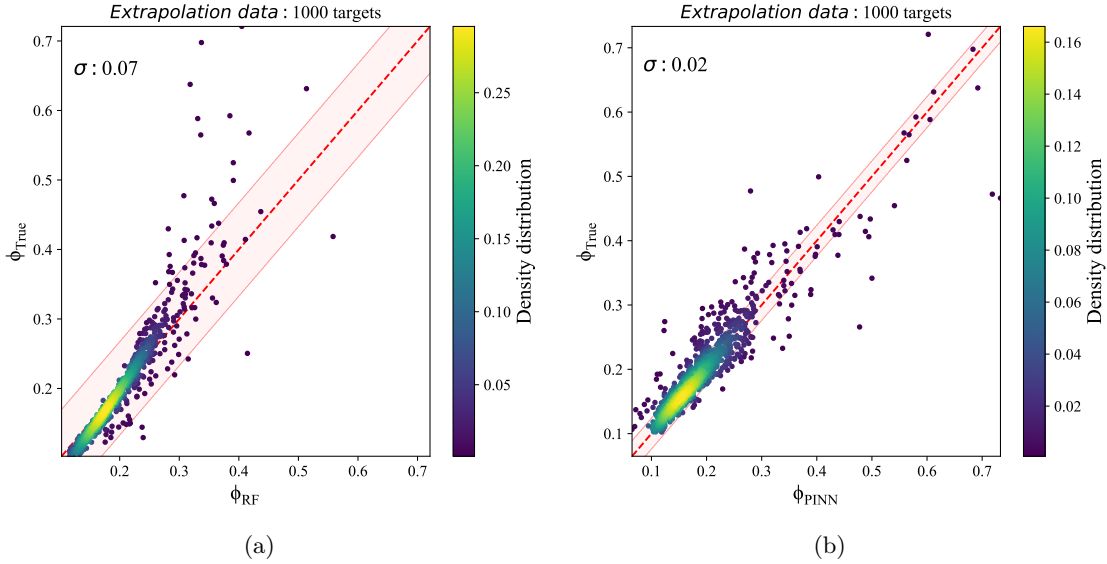 Extrapolation data : 1000 targets
σ : 0.07
0.7
0.6
0.5
0.4
0.3
0.2
ϕTrue
0.2 0.3 0.4 0.5 0.6 0.7
ϕRF
0.25
0.20
0.15
0.10
0.05
Density distribution
(a)
Extrapolation data : 1000 targets
σ : 0.02
0.7
0.6
0.5
0.4
0.3
0.2
0.1
ϕTrue
0.1 0.2 0.3 0.4 0.5 0.6 0.7
ϕPINN
0.16
0.14
0.12
0.10
0.08
0.06
0.04
0.02
Density distribution
(b)